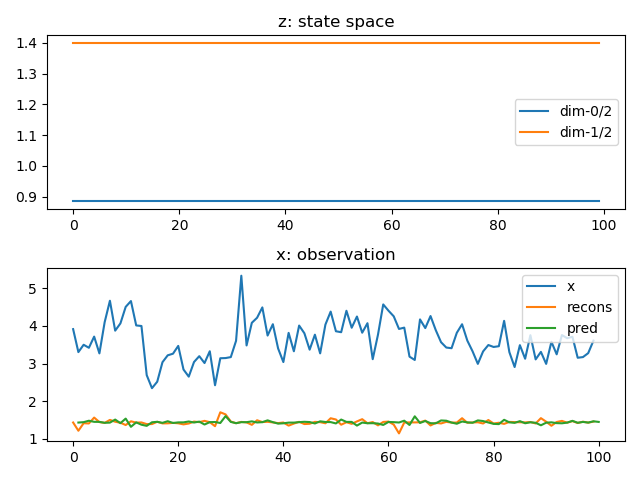 z: state space
1.4
1.3
1.2
1.1
1.0
0.9
dim-0/2
dim-1/2
0 20 40 60 80 100
x: observation
5
4
3
2
1
x
recons
pred
0 20 40 60 80 100